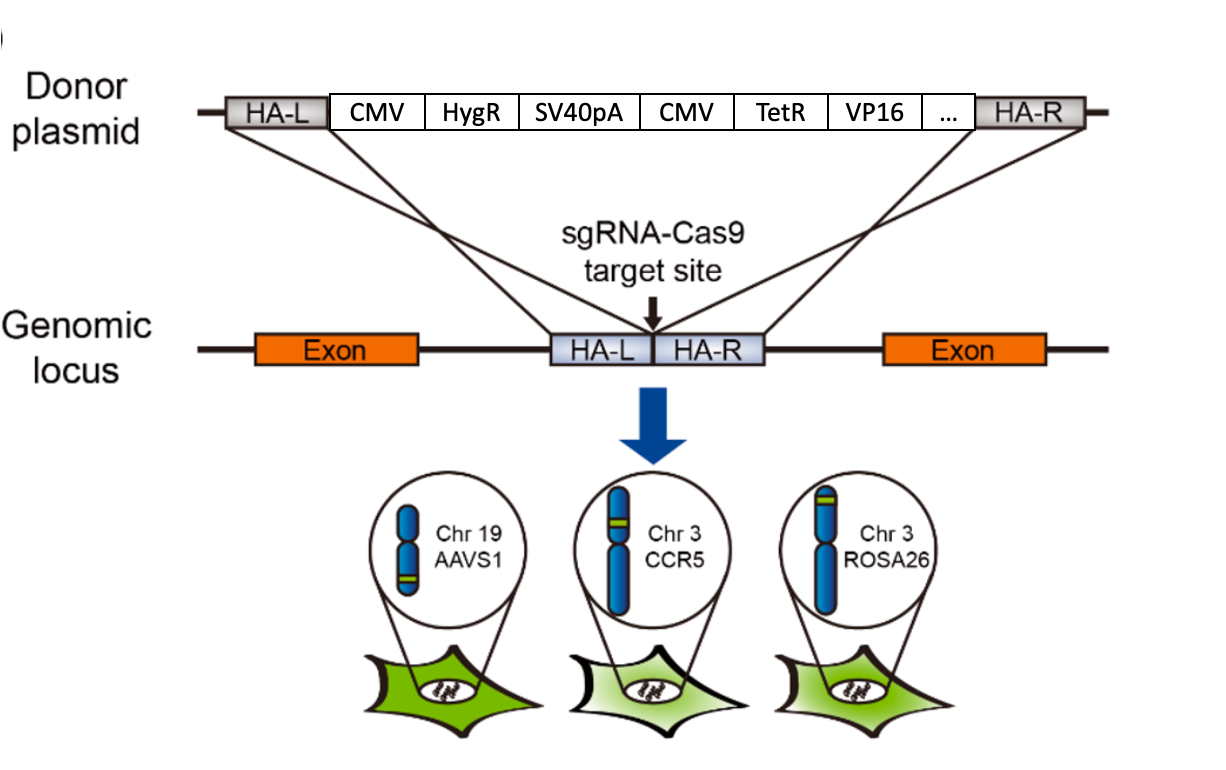 )
Donor
plasmid
HA-L CMV HygR SV40pA CMV TetR VP16 ... HA-R
sgRNA-Cas9
target site
Genomic
locus
Exon HA-L HA-R Exon
Chr 19
AAVS1
Chr 3
CCR5
Chr 3
ROSA26